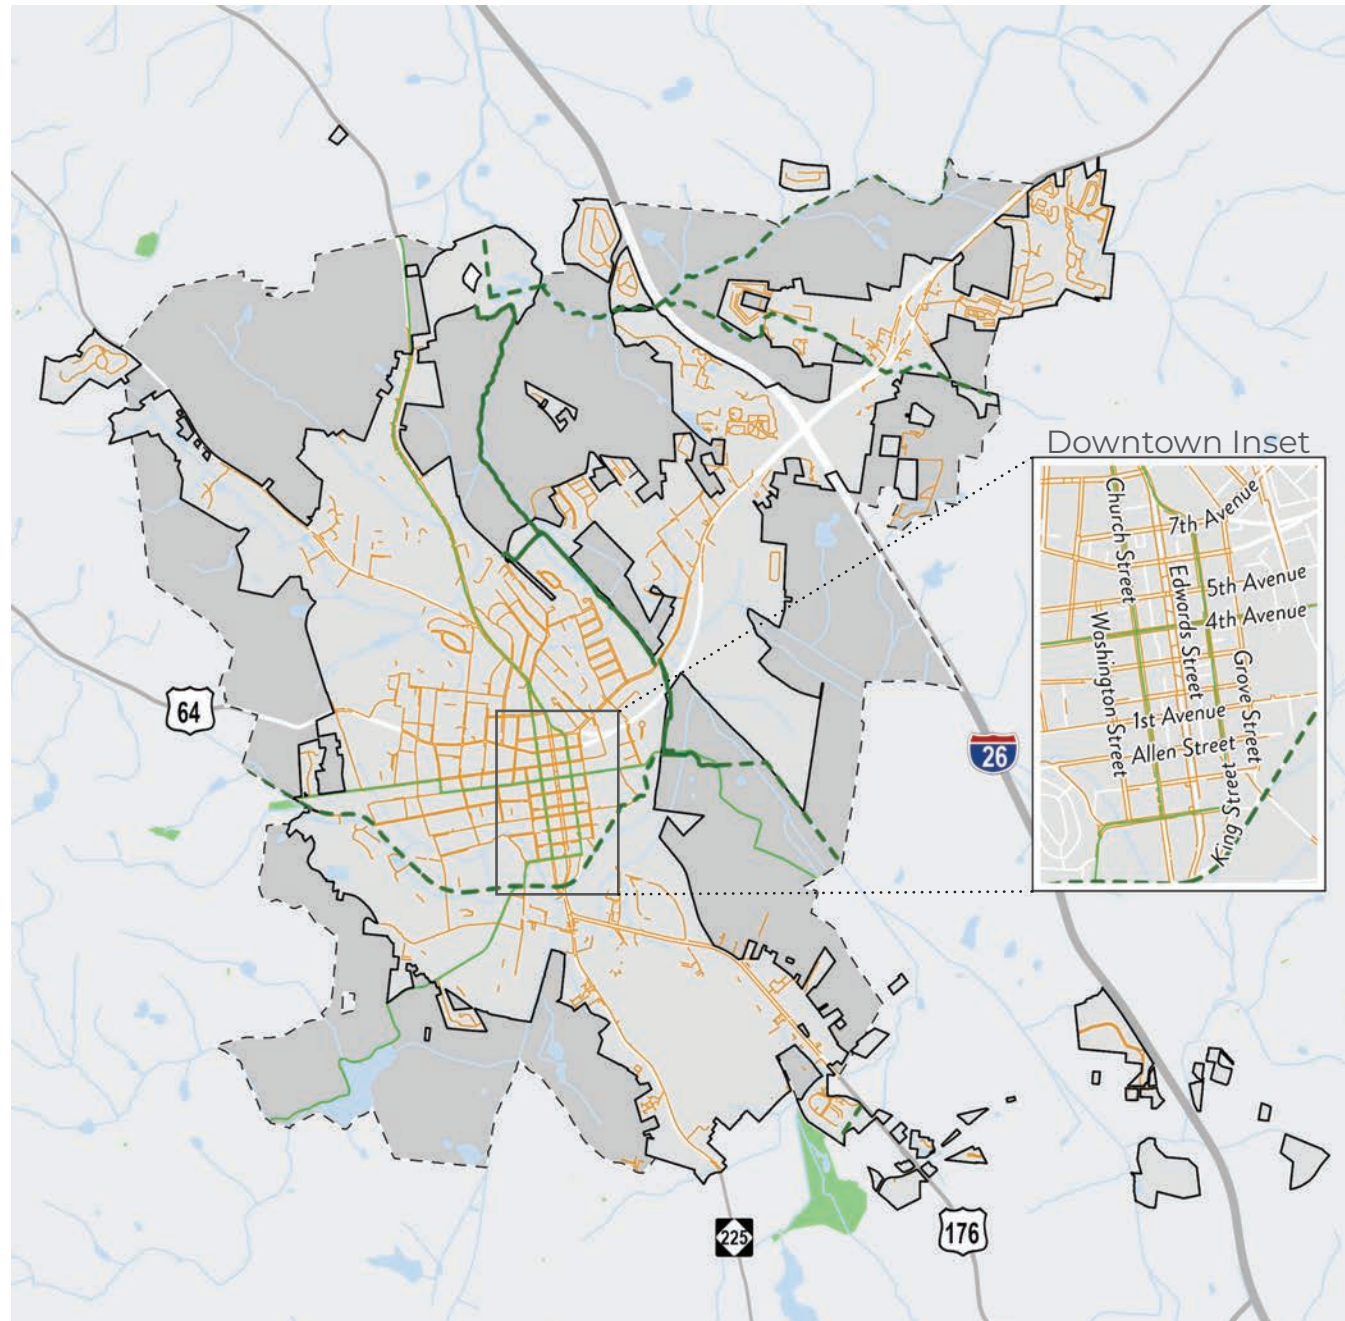 Downtown Inset
Church Street
7th Avenue
Edwards Street
5th Avenue
4th Avenue
Washington Street
Grove Street
1st Avenue
Allen Street
King Street
64
26
225
176